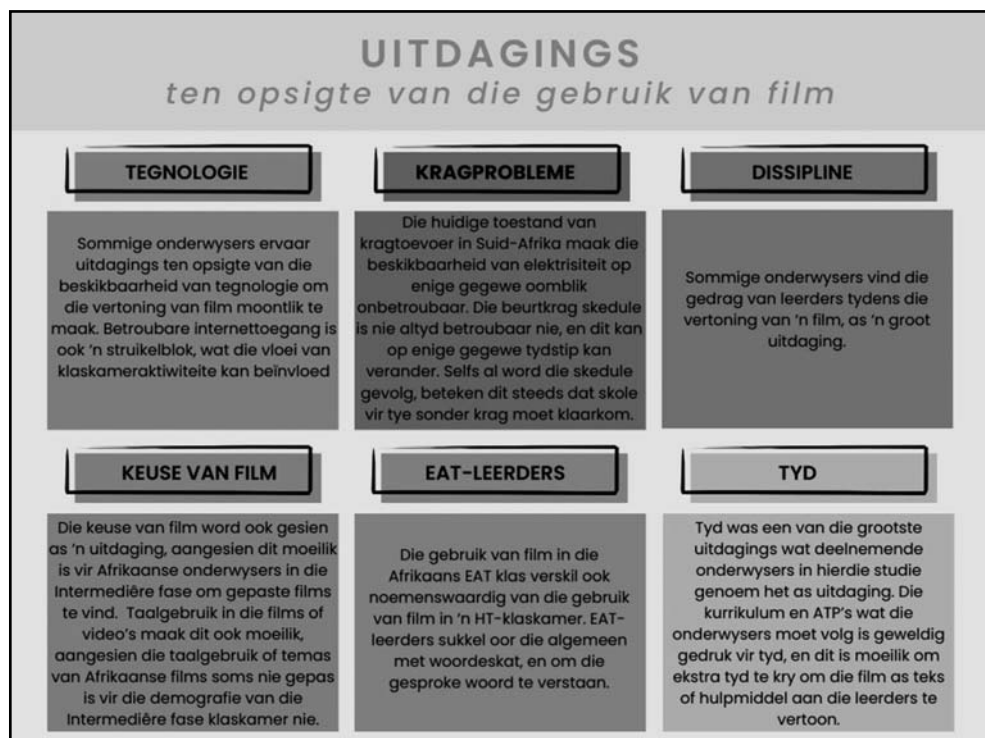 UITDAGINGS
ten opsigte van die gebruik van film
TEGNOLOGIE
Sommige onderwysers ervaar
uitdagings ten opsigte van die
beskikbaarheid van tegnologie om
die vertoning van film moontlik te
maak. Betroubare internettoegang is
ook ‘n struikelblok, wat die vloei van
klaskameraktiwiteite kan beïnvloed
KRAGPROBLEME
Die huidige toestand van
kragtoevoer in Suid-Afrika maak die
beskikbaarheid van elektrisiteit op
enige gegewe oomblik
onbetroubaar. Die beurtkrag skedule
is nie altyd betroubaar nie, en dit kan
op enige gegewe tydstip kan
verander. Selfs al word die skedule
gevolg, beteken dit steeds dat skole
vir tye sonder krag moet klaarkom.
DISSIPLINE
Sommige onderwysers vind die
gedrag van leerders tydens die
vertoning van ‘n film, as ‘n groot
uitdaging.
KEUSE VAN FILM
Die keuse van film word ook gesien
as ‘n uitdaging, aangesien dit moeilik
is vir Afrikaanse onderwysers in die
Intermediêre fase om gepaste films
te vind. Taalgebruik in die films of
video’s maak dit ook moeilik,
aangesien die taalgebruik of temas
van Afrikaanse films soms nie gepas
is vir die demografie van die
Intermediêre fase klaskamer nie.
EAT-LEERDERS
Die gebruik van film in die
Afrikaans EAT klas verskil ook
noemenswaardig van die gebruik
van film in ‘n HT-klaskamer. EAT-
leerders sukkel oor die algemeen
met woordeskat, en om die
gesproke woord te verstaan.
TYD
Tyd was een van die grootste
uitdagings wat deelnemende
onderwysers in hierdie studie
genoem het as uitdaging. Die
kurrikulum en ATP’s wat die
onderwysers moet volg is geweldig
gedruk vir tyd, en dit is moeilik om
ekstra tyd te kry om die film as teks
of hulpmiddel aan die leerders te
vertoon.